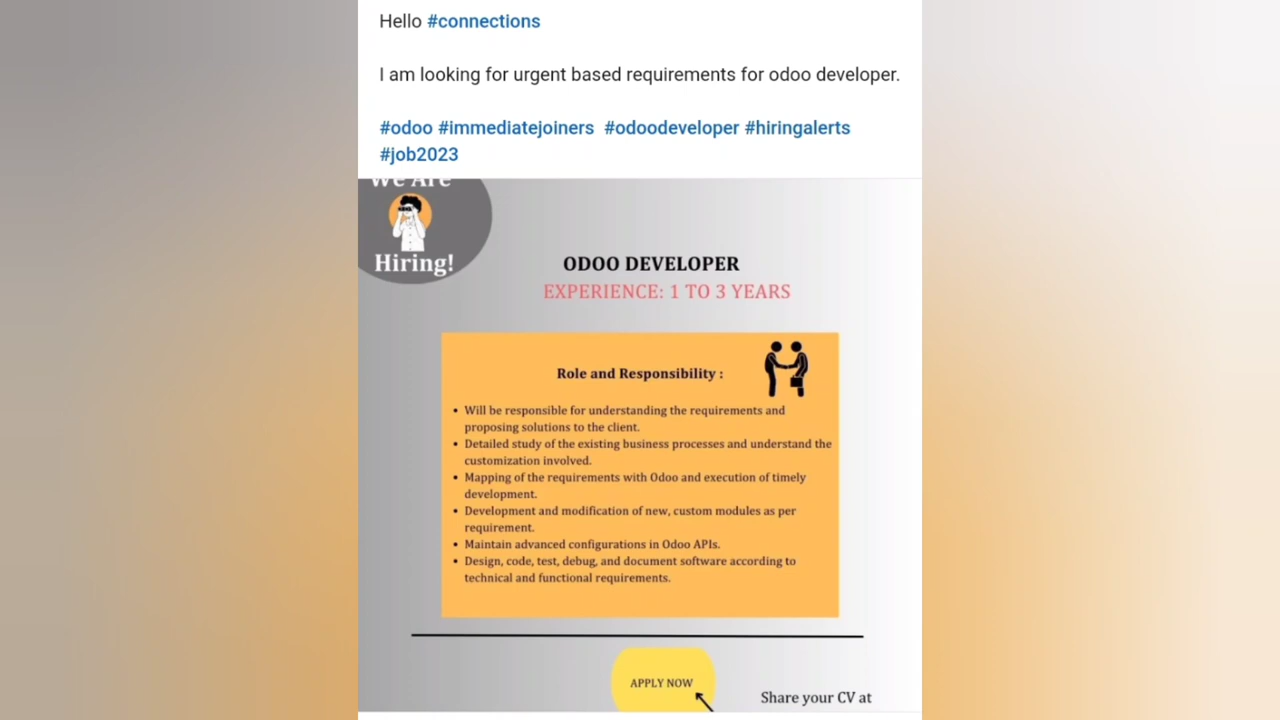 Hello #connections
I am looking for urgent based requirements for odoo developer.
#odoo #immediatejoiners #odoodeveloper #hiringalerts
#job2023
We Are
Hiring!
ODOO DEVELOPER
EXPERIENCE: 1 TO 3 YEARS
Role and Responsibility :
• Will be responsible for understanding the requirements and
proposing solutions to the client.
• Detailed study of the existing business processes and understand the
customization involved.
• Mapping of the requirements with Odoo and execution of timely
development.
• Development and modification of new, custom modules as per
requirement.
• Maintain advanced configurations in Odoo APIs.
• Design, code, test, debug, and document software according to
technical and functional requirements.
APPLY NOW
Share your CV at